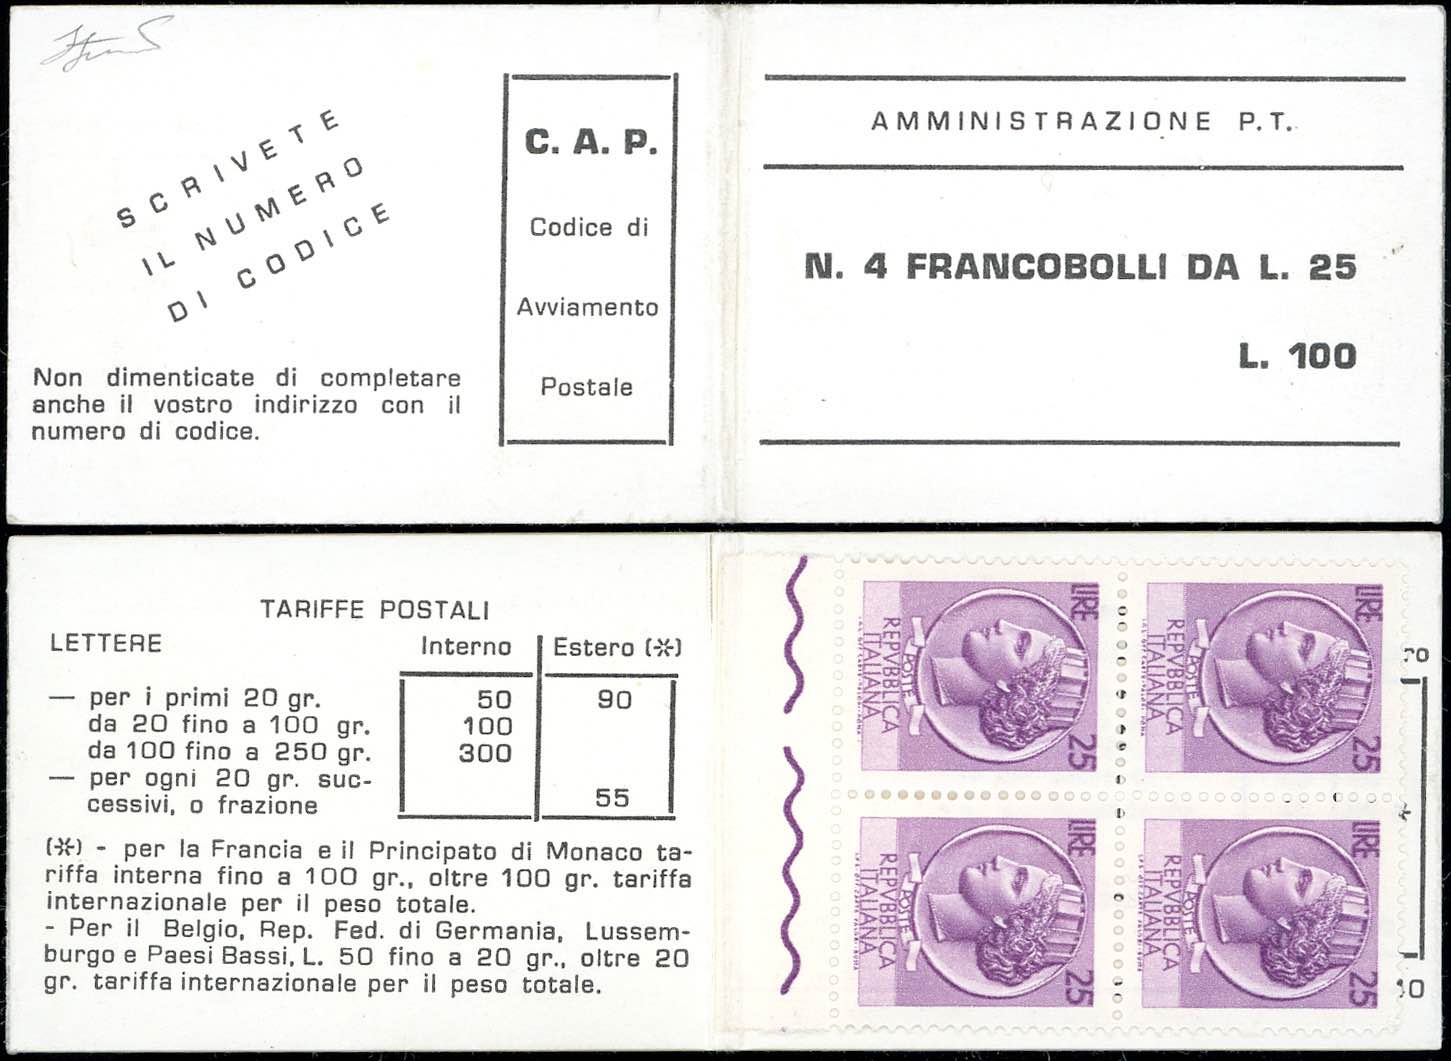 SCRIVETE
IL NUMERO
DI CODICE
Non dimenticate di completare
anche il vostro indirizzo con il
numero di codice.
C. A. P.
Codice di
Avviamento
Postale
AMMINISTRAZIONE P.T.
N. 4 FRANCOBOLLI DA L. 25
L. 100
TARIFFE POSTALI
LETTERE Interno Estero (*)
— per i primi 20 gr. 50 90
da 20 fino a 100 gr. 100
da 100 fino a 250 gr. 300
— per ogni 20 gr. suc-
cessivi, o frazione 55
(*) - per la Francia e il Principato di Monaco ta-
riffa interna fino a 100 gr., oltre 100 gr. tariffa
internazionale per il peso totale.
- Per il Belgio, Rep. Fed. di Germania, Lussem-
burgo e Paesi Bassi, L. 50 fino a 20 gr., oltre 20
gr. tariffa internazionale per il peso totale.
LIRE 25
POSTE
REPVBBLICA
ITALIANA
LIRE 25
POSTE
REPVBBLICA
ITALIANA
LIRE 25
POSTE
REPVBBLICA
ITALIANA
LIRE 25
POSTE
REPVBBLICA
ITALIANA